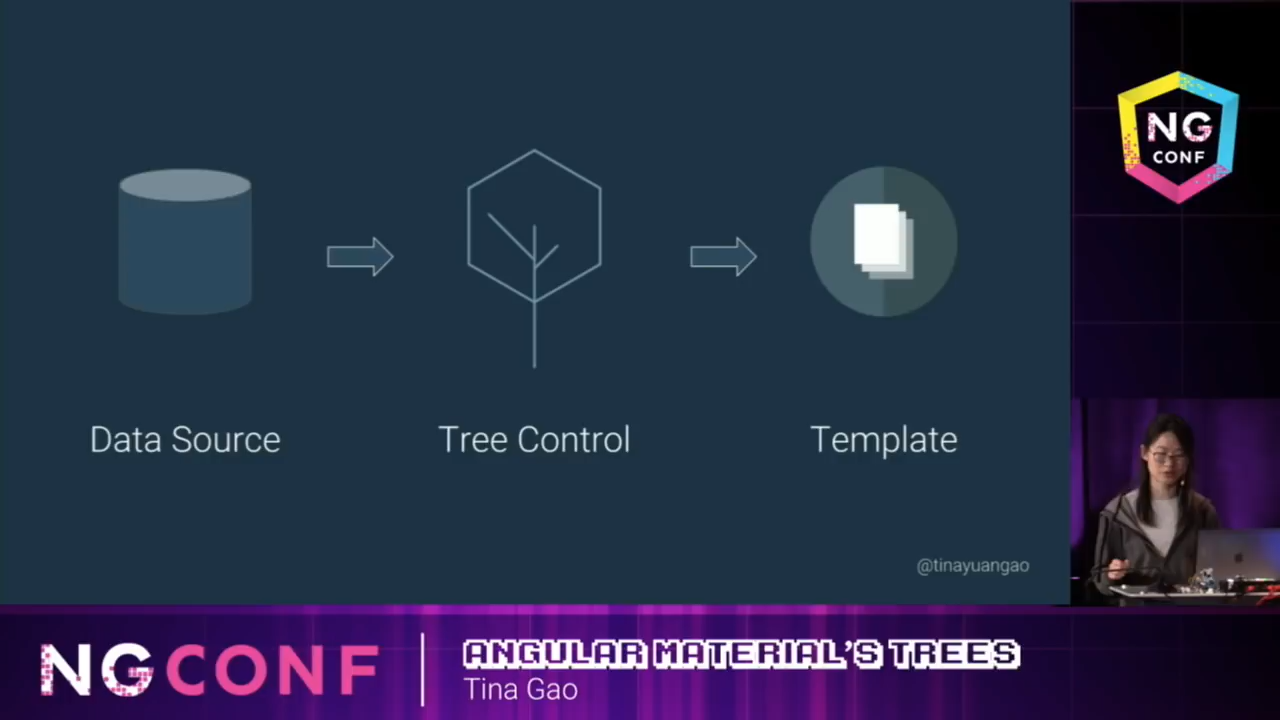 NG
CONF
Data Source
Tree Control
Template
@tinayuangao
NGCONF
ANGULAR MATERIAL'S TREES
Tina Gao